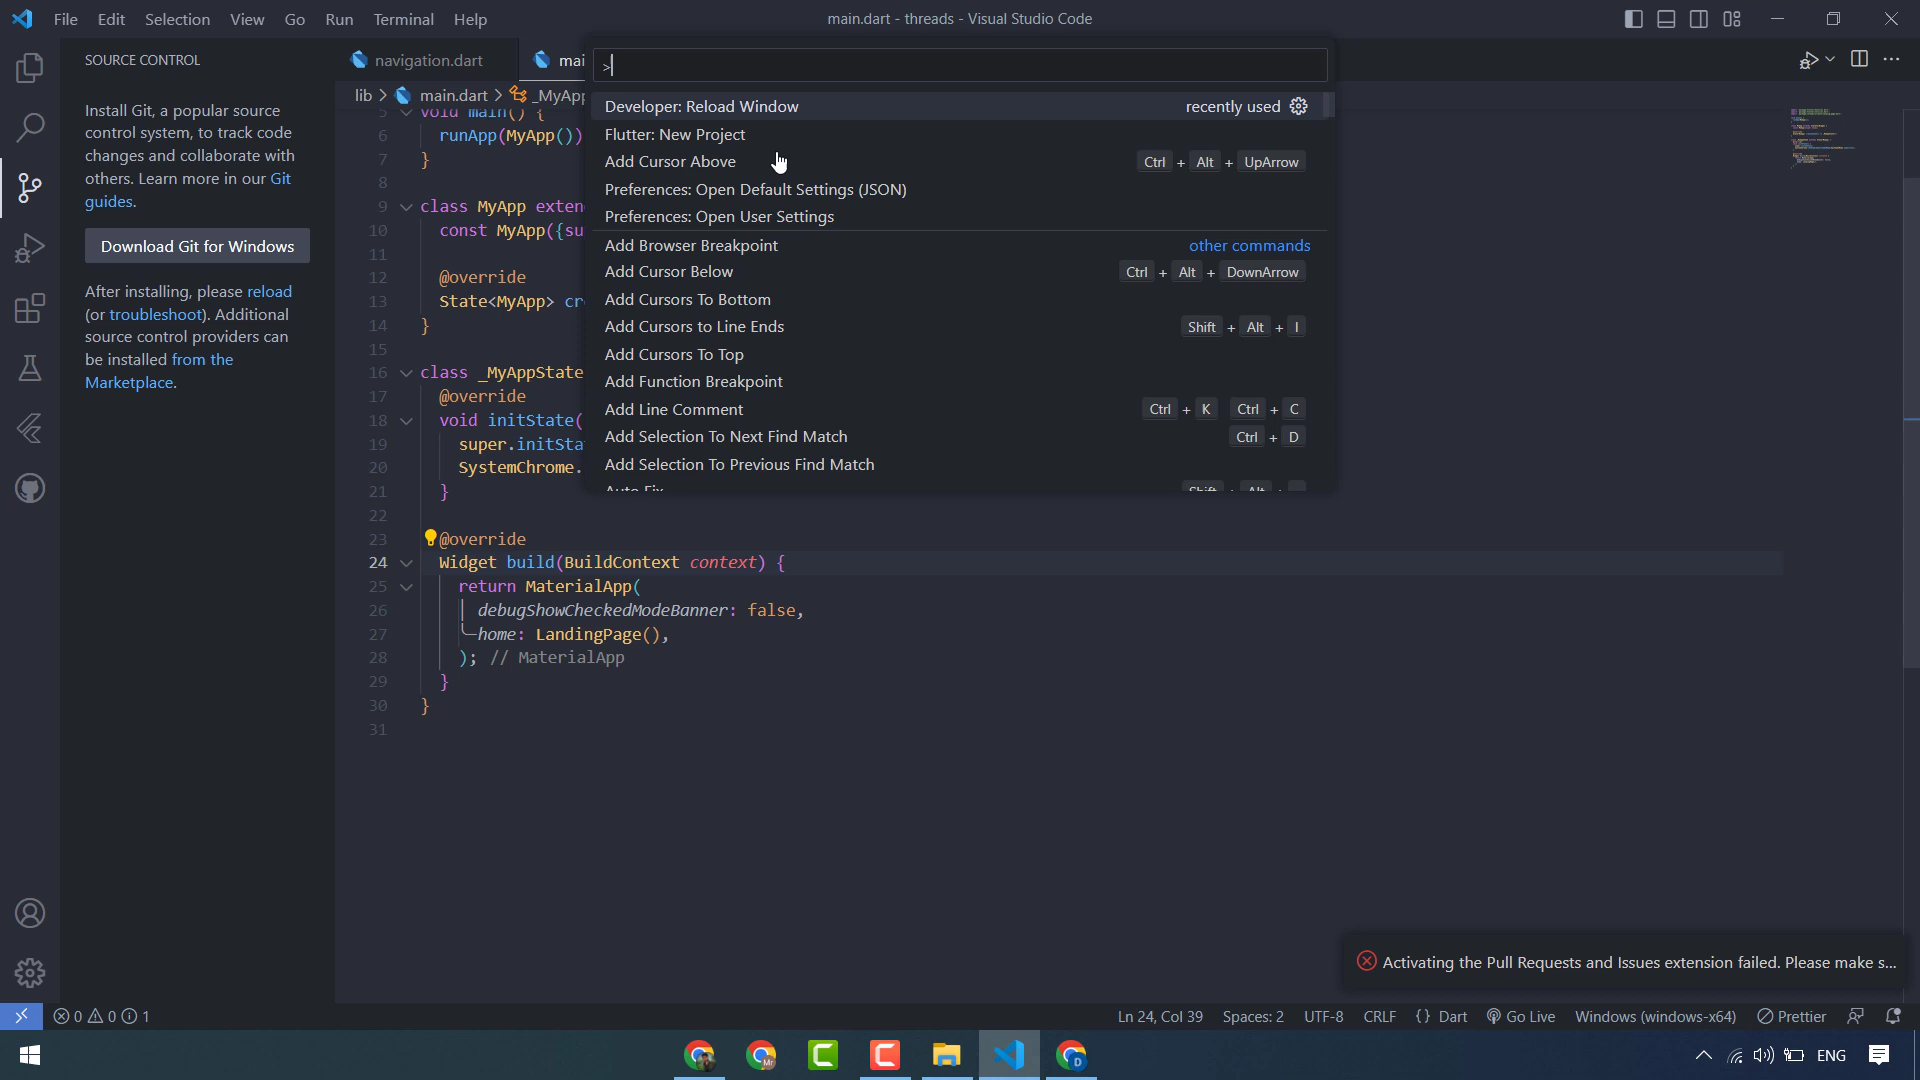 File Edit Selection View Go Run Terminal Help
main.dart - threads - Visual Studio Code
SOURCE CONTROL
Install Git, a popular source
control system, to track code
changes and collaborate with
others. Learn more in our Git
guides.
Download Git for Windows
After installing, please reload
(or troubleshoot). Additional
source control providers can
be installed from the
Marketplace.
navigation.dart
mai
lib > main.dart > _MyApp
>
Developer: Reload Window recently used
Flutter: New Project
Add Cursor Above Ctrl + Alt + UpArrow
Preferences: Open Default Settings (JSON)
Preferences: Open User Settings
Add Browser Breakpoint other commands
Add Cursor Below Ctrl + Alt + DownArrow
Add Cursors To Bottom
Add Cursors to Line Ends Shift + Alt + I
Add Cursors To Top
Add Function Breakpoint
Add Line Comment Ctrl + K Ctrl + C
Add Selection To Next Find Match Ctrl + D
Add Selection To Previous Find Match
Auto Fix Shift + Alt + .
5 void main() {
6 runApp(MyApp())
7 }
8
9 class MyApp exten
10 const MyApp({su
11
12 @override
13 State<MyApp> cre
14 }
15
16 class _MyAppState
17 @override
18 void initState(
19 super.initSta
20 SystemChrome.
21 }
22
23 @override
24 Widget build(BuildContext context) {
25 return MaterialApp(
26 debugShowCheckedModeBanner: false,
27 home: LandingPage(),
28 ); // MaterialApp
29 }
30 }
31
Activating the Pull Requests and Issues extension failed. Please make s...
0 0 1
Ln 24, Col 39 Spaces: 2 UTF-8 CRLF {} Dart Go Live Windows (windows-x64) Prettier
ENG